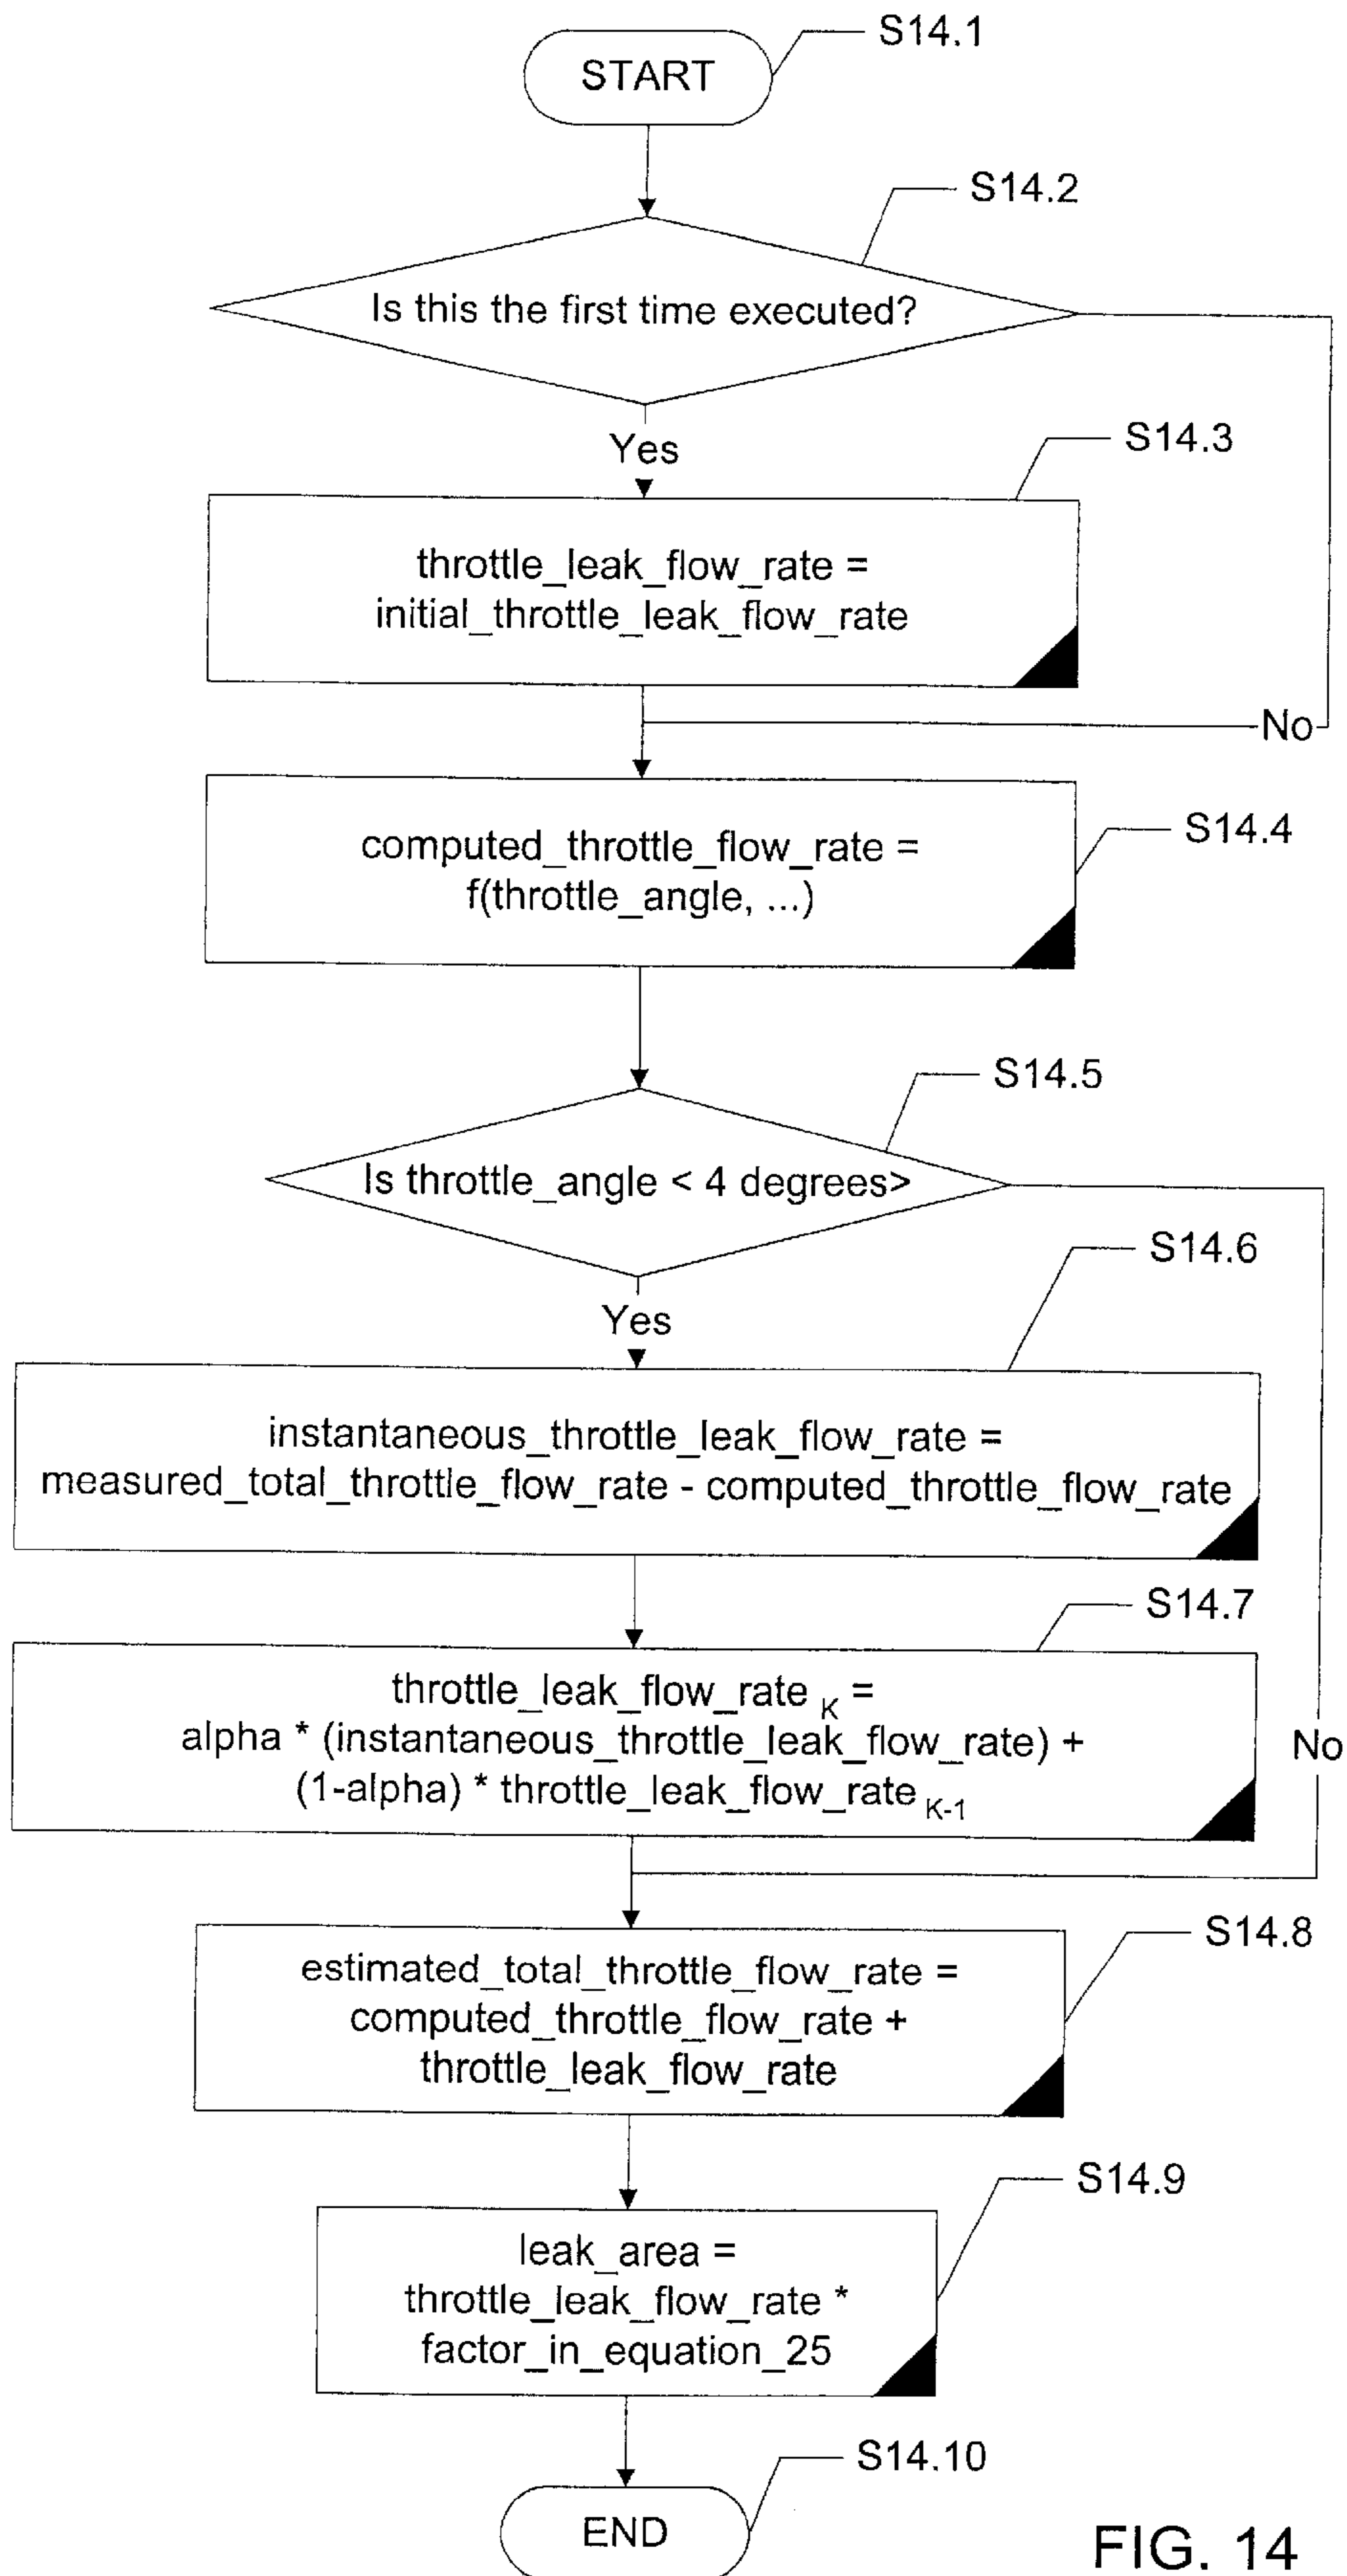 S14.1
START
S14.2
Is this the first time executed?
Yes
S14.3
throttle_leak_flow_rate =
initial_throttle_leak_flow_rate
No
S14.4
computed_throttle_flow_rate =
f(throttle_angle, ...)
S14.5
Is throttle_angle < 4 degrees>
S14.6
Yes
instantaneous_throttle_leak_flow_rate =
measured_total_throttle_flow_rate - computed_throttle_flow_rate
S14.7
throttle_leak_flow_rate K =
alpha * (instantaneous_throttle_leak_flow_rate) +
(1-alpha) * throttle_leak_flow_rate K-1
No
S14.8
estimated_total_throttle_flow_rate =
computed_throttle_flow_rate +
throttle_leak_flow_rate
S14.9
leak_area =
throttle_leak_flow_rate *
factor_in_equation_25
S14.10
END
FIG. 14